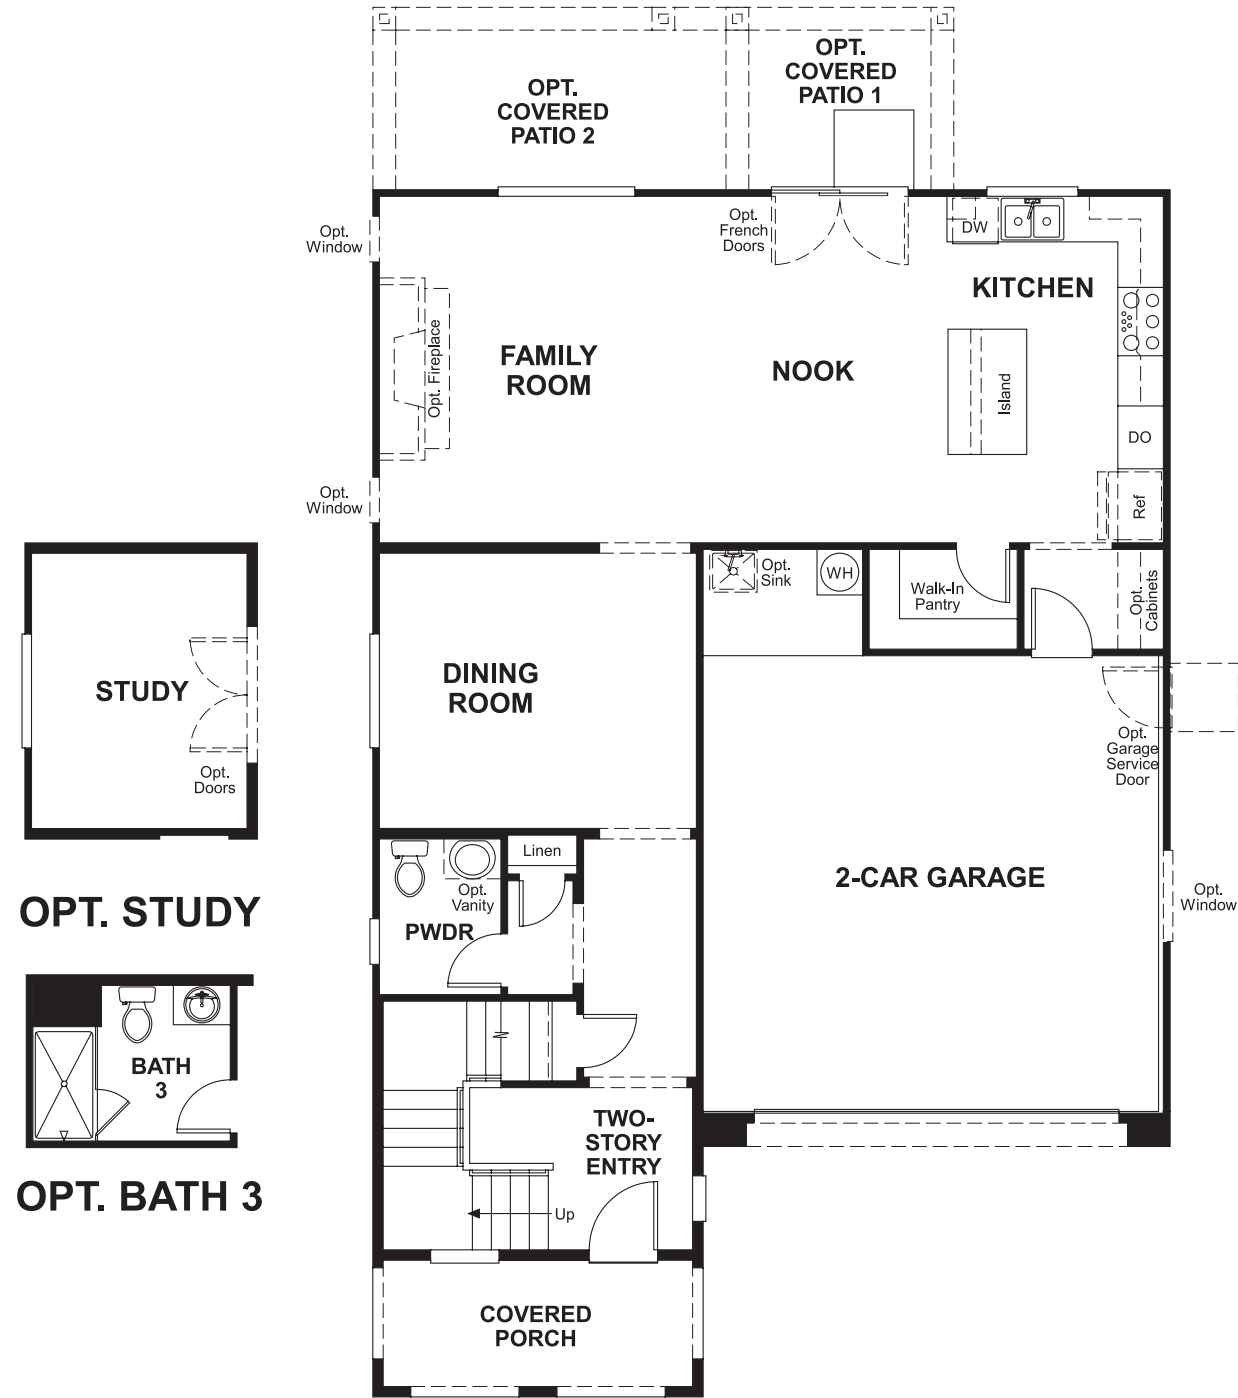 OPT.
COVERED
PATIO 2
OPT.
COVERED
PATIO 1
Opt.
Window
Opt.
French
Doors
DW
KITCHEN
Opt. Fireplace
FAMILY
ROOM
NOOK
Island
DO
Ref
Opt.
Window
Opt.
Sink
WH
Walk-In
Pantry
Opt.
Cabinets
DINING
ROOM
Opt.
Garage
Service
Door
STUDY
Opt.
Doors
OPT. STUDY
Linen
Opt.
Vanity
PWDR
2-CAR GARAGE
Opt.
Window
BATH
3
OPT. BATH 3
TWO-
STORY
ENTRY
Up
COVERED
PORCH